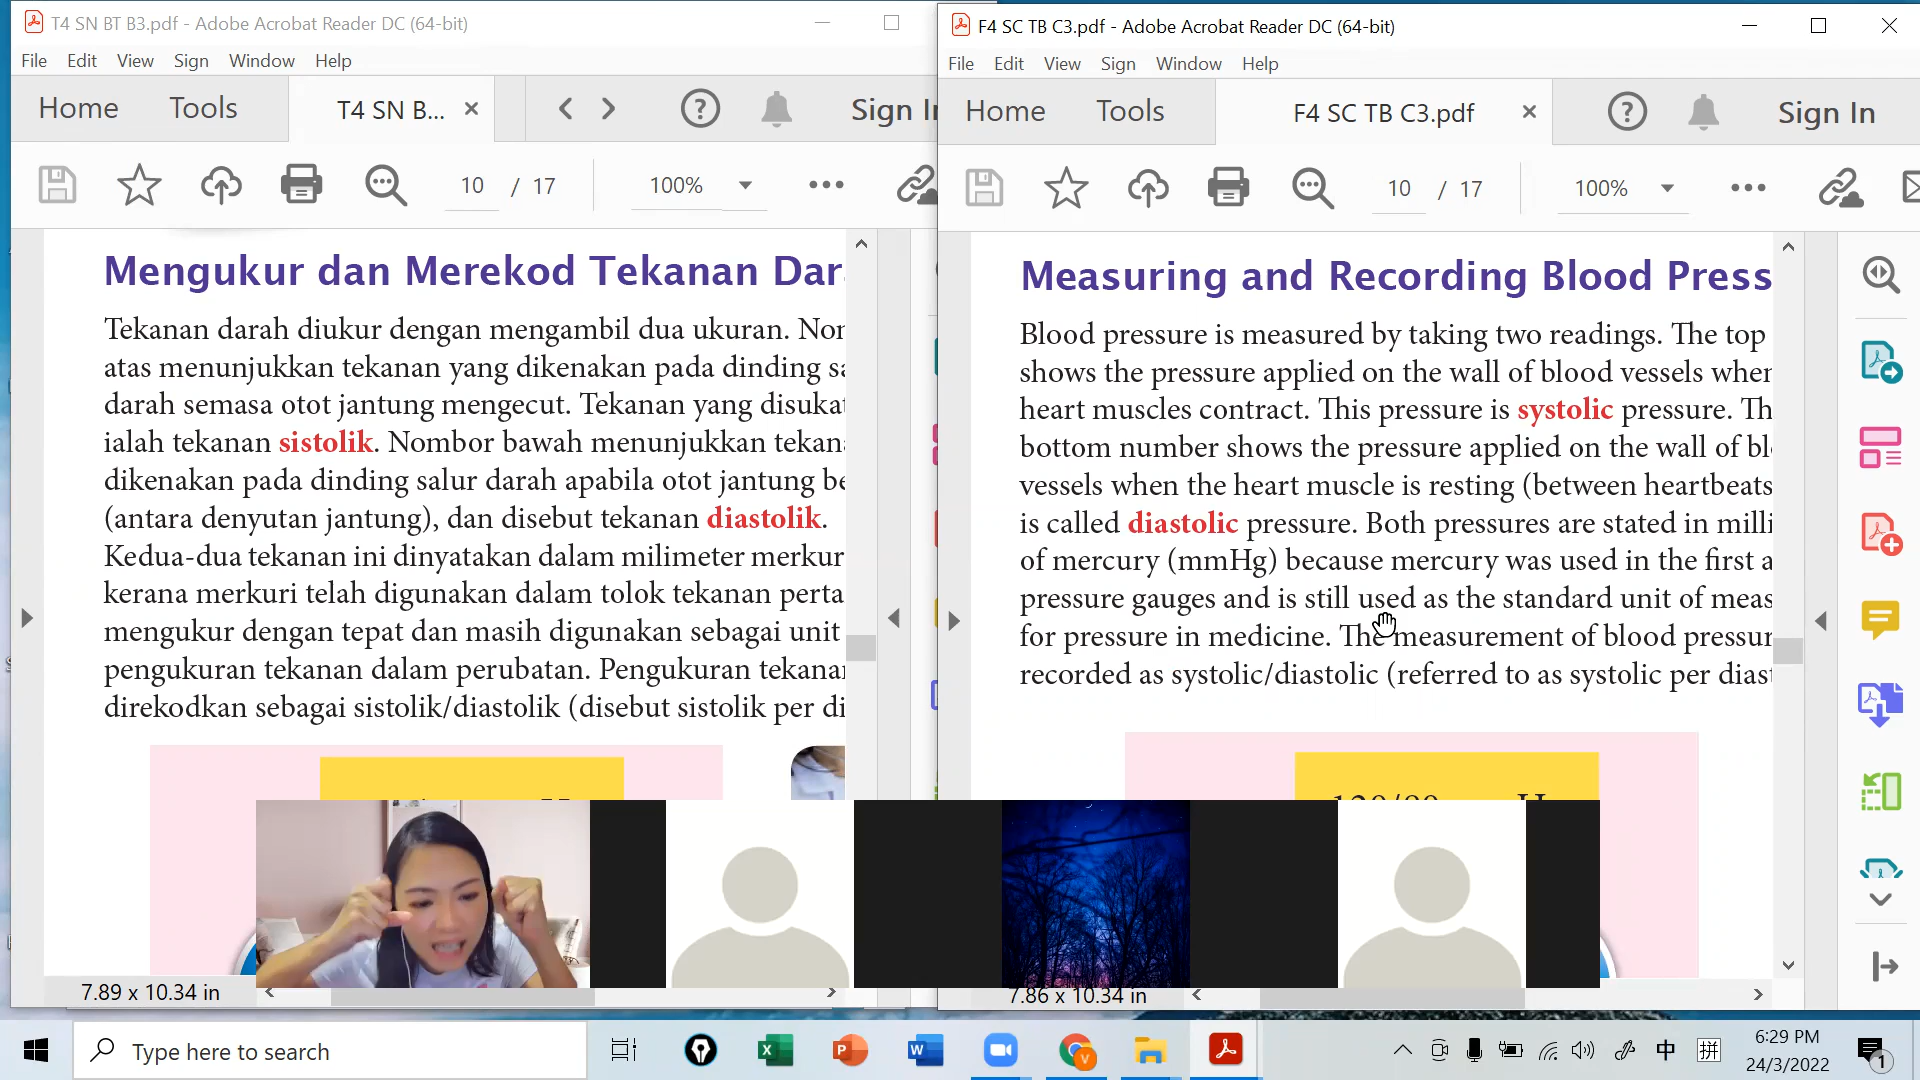 T4 SN BT B3.pdf - Adobe Acrobat Reader DC (64-bit)
File Edit View Sign Window Help
Home Tools T4 SN B... Sign In
10 / 17 100%
Mengukur dan Merekod Tekanan Dar
Tekanan darah diukur dengan mengambil dua ukuran. Nom
atas menunjukkan tekanan yang dikenakan pada dinding sa
darah semasa otot jantung mengecut. Tekanan yang disukat
ialah tekanan sistolik. Nombor bawah menunjukkan tekana
dikenakan pada dinding salur darah apabila otot jantung be
(antara denyutan jantung), dan disebut tekanan diastolik.
Kedua-dua tekanan ini dinyatakan dalam milimeter merkur
kerana merkuri telah digunakan dalam tolok tekanan perta
mengukur dengan tepat dan masih digunakan sebagai unit
pengukuran tekanan dalam perubatan. Pengukuran tekanan
direkodkan sebagai sistolik/diastolik (disebut sistolik per di
7.89 x 10.34 in
F4 SC TB C3.pdf - Adobe Acrobat Reader DC (64-bit)
File Edit View Sign Window Help
Home Tools F4 SC TB C3.pdf Sign In
10 / 17 100%
Measuring and Recording Blood Press
Blood pressure is measured by taking two readings. The top
shows the pressure applied on the wall of blood vessels when
heart muscles contract. This pressure is systolic pressure. Th
bottom number shows the pressure applied on the wall of bl
vessels when the heart muscle is resting (between heartbeats
is called diastolic pressure. Both pressures are stated in milli
of mercury (mmHg) because mercury was used in the first a
pressure gauges and is still used as the standard unit of meas
for pressure in medicine. The measurement of blood pressur
recorded as systolic/diastolic (referred to as systolic per diast
7.86 x 10.34 in
Type here to search
中 拼
6:29 PM
24/3/2022
1